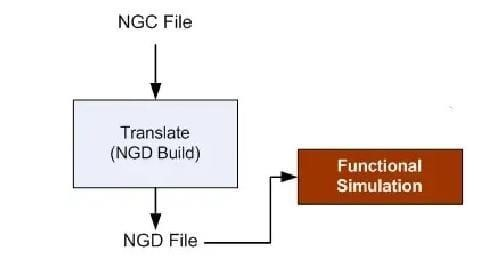 NGC File
Translate
(NGD Build)
Functional
Simulation
NGD File